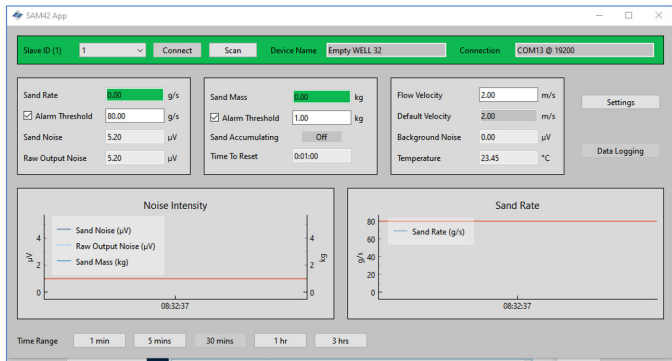 SAM42 App
Slave ID (1) 1 Connect Scan Device Name Empty WELL 32 Connection COM13 @ 19200
Sand Rate 0.00 g/s
Alarm Threshold 80.00 g/s
Sand Noise 5.20 µV
Raw Output Noise 5.20 µV
Sand Mass 0.00 kg
Alarm Threshold 1.00 kg
Sand Accumulating Off
Time To Reset 0:01:00
Flow Velocity 2.00 m/s
Default Velocity 2.00 m/s
Background Noise 0.00 µV
Temperature 23.45 °C
Settings
Data Logging
Noise Intensity
Sand Noise (µV)
Raw Output Noise (µV)
Sand Mass (kg)
µV
4
2
0
4
2
0
kg
08:32:37
Sand Rate
Sand Rate (g/s)
g/s
80
60
40
20
0
08:32:37
Time Range 1 min 5 mins 30 mins 1 hr 3 hrs